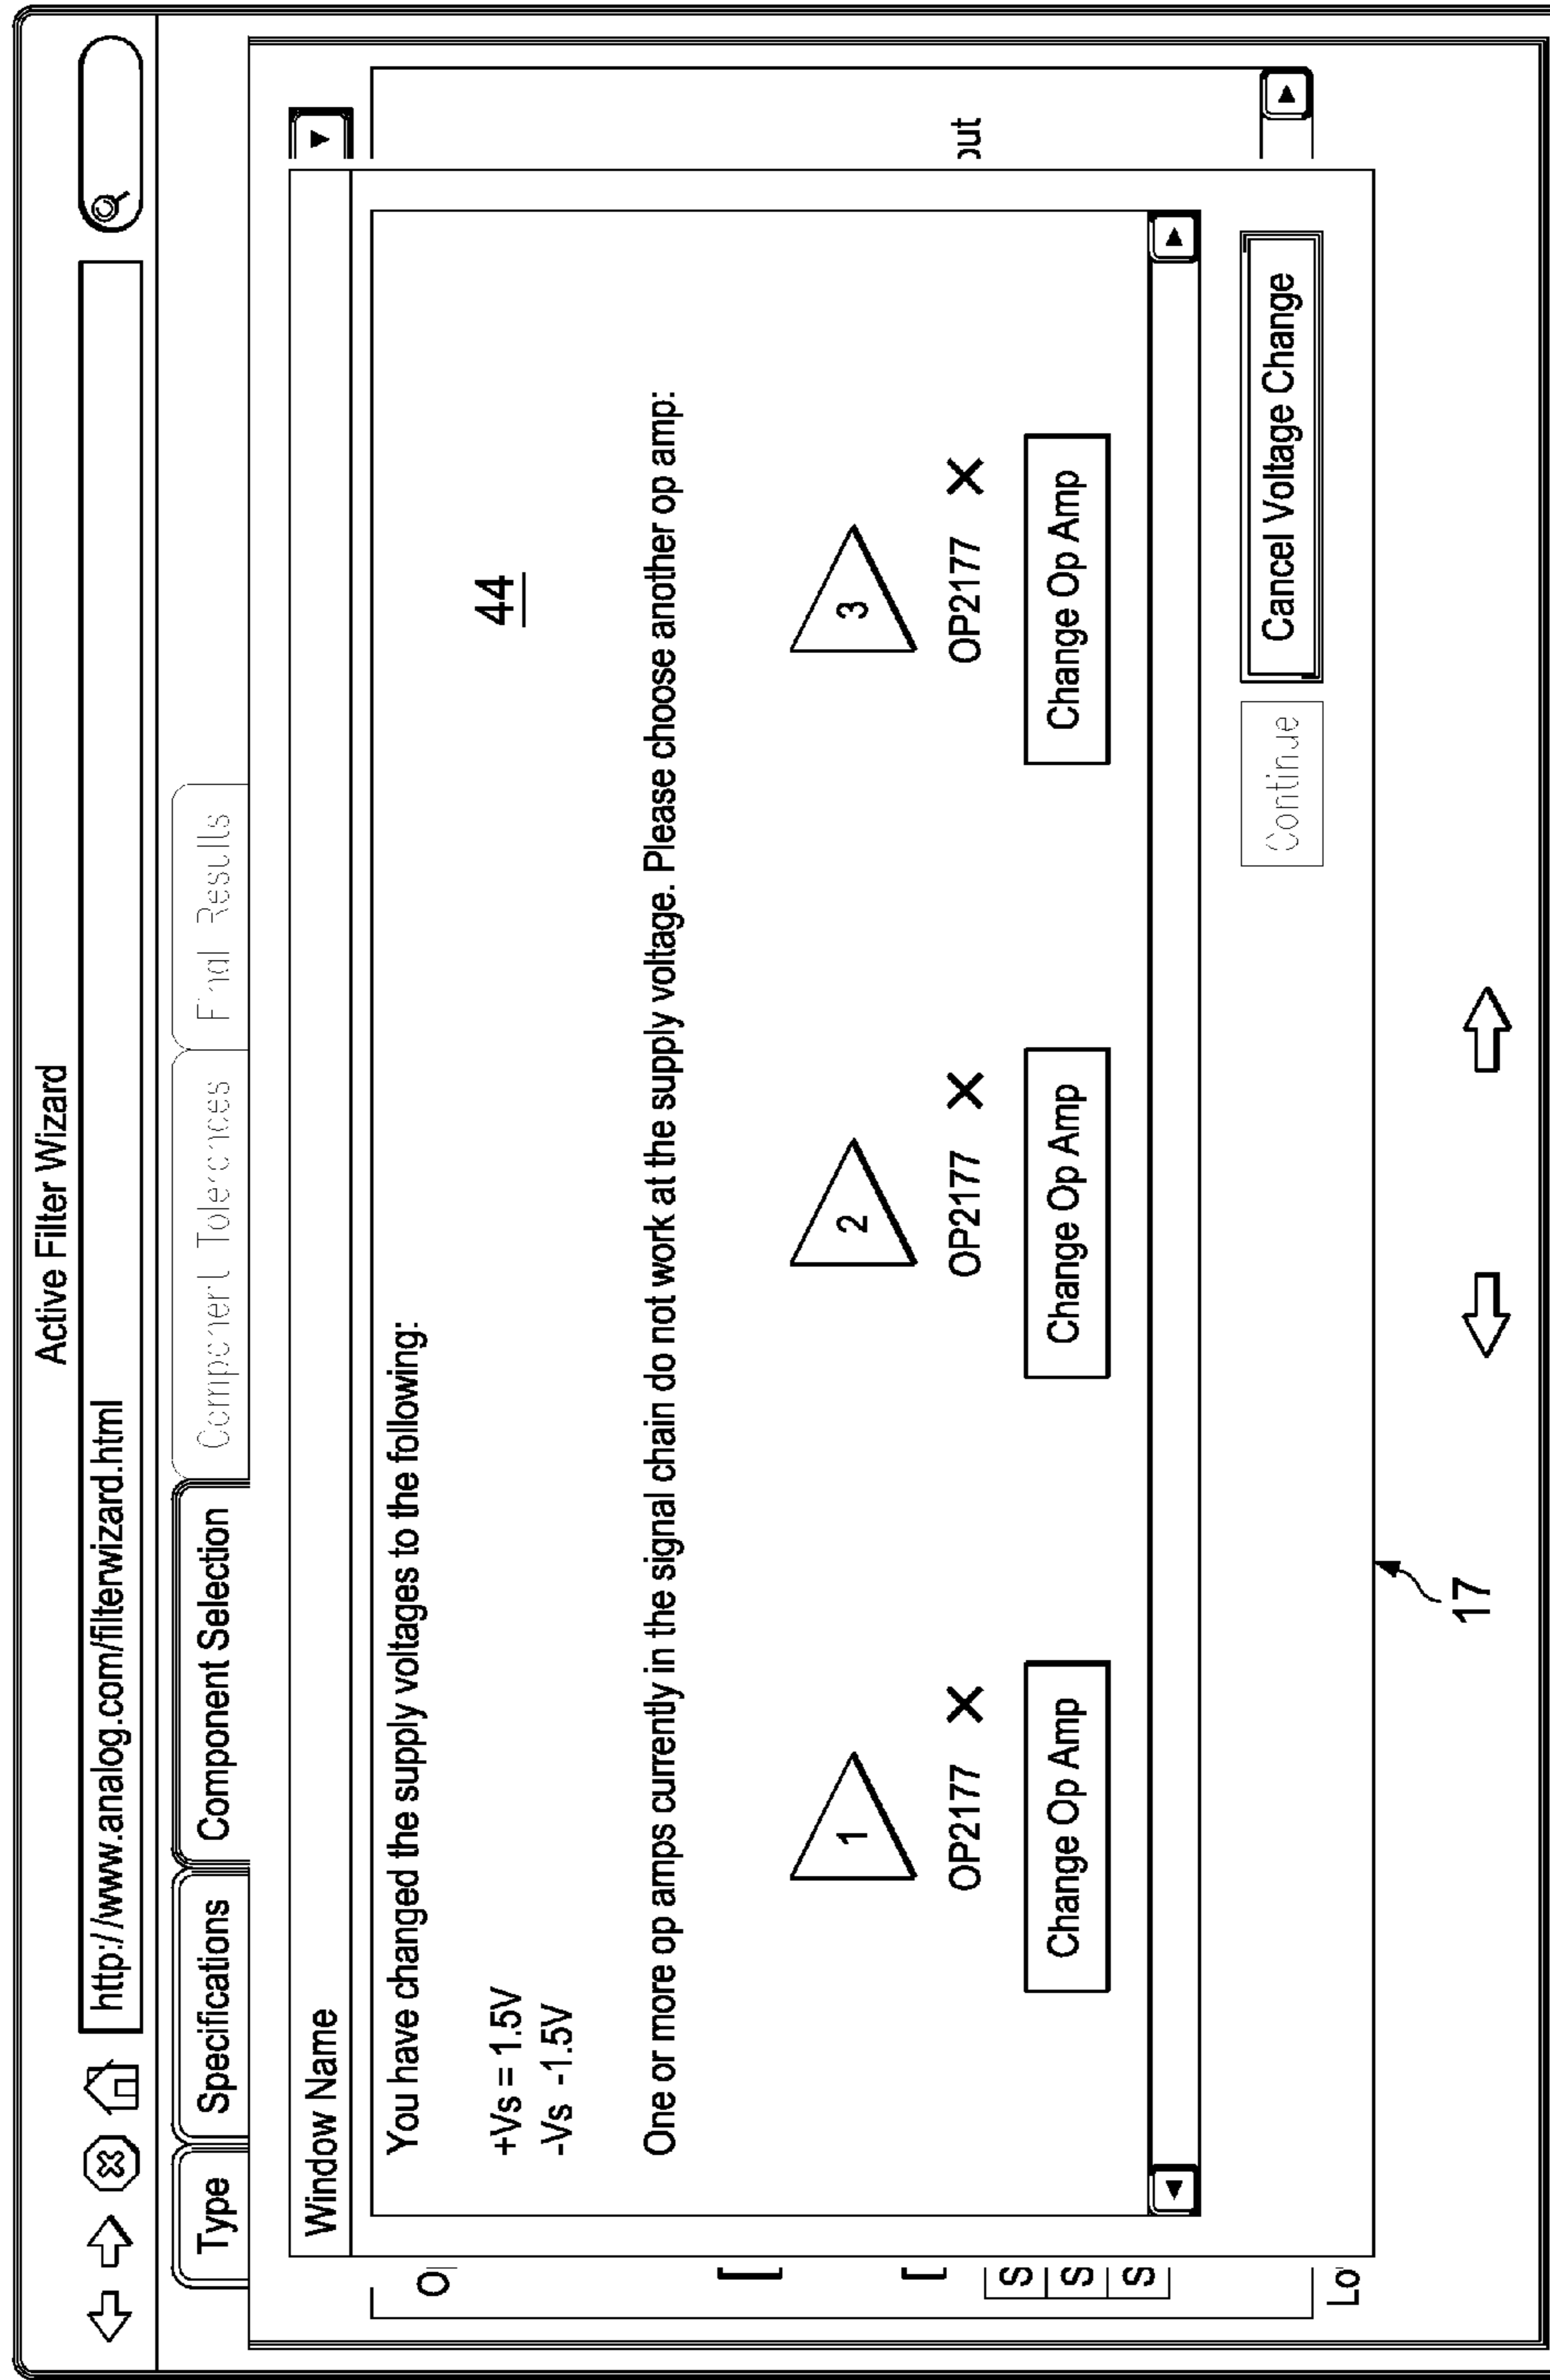 Active Filter Wizard
http://www.analog.com/filterwizard.html
Type Specifications Component Selection Component Tolerances Final Results
Window Name
You have changed the supply voltages to the following:
+Vs = 1.5V
-Vs -1.5V
44
One or more op amps currently in the signal chain do not work at the supply voltage. Please choose another op amp:
1 2 3
OP2177 X OP2177 X OP2177 X
Change Op Amp Change Op Amp Change Op Amp
Continue Cancel Voltage Change
S
S
S
Lo
17